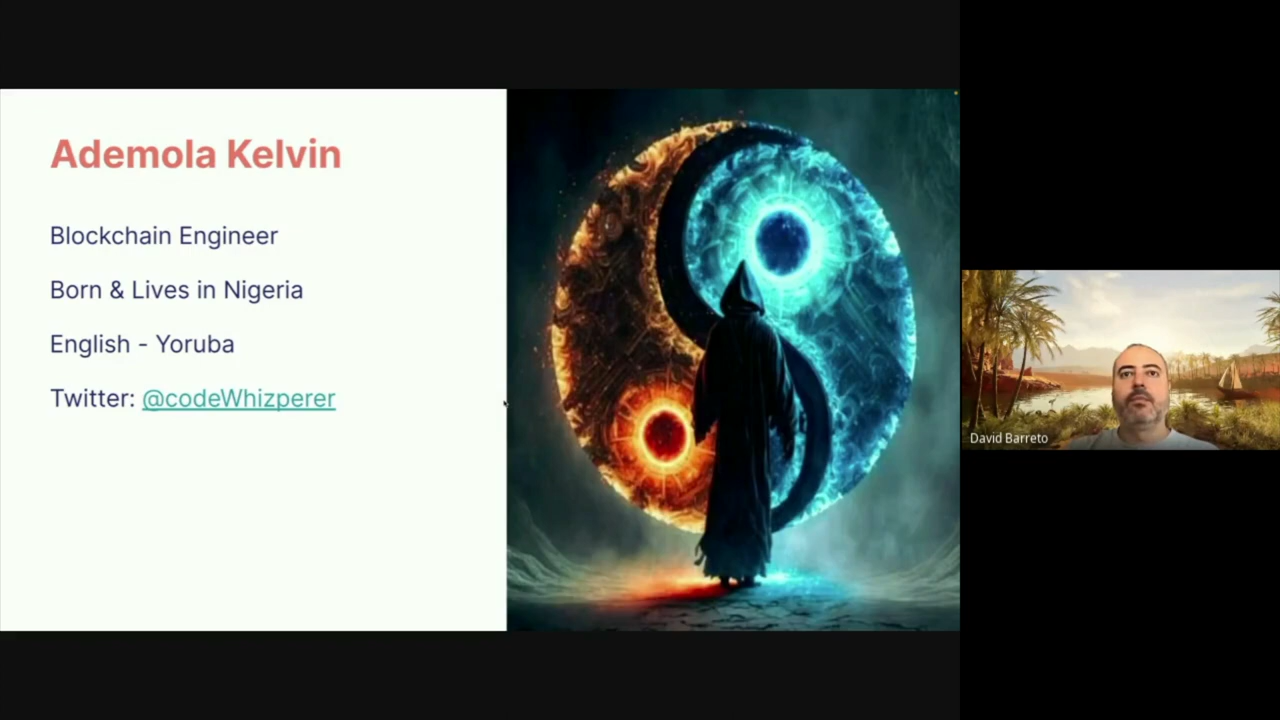 Ademola Kelvin
Blockchain Engineer
Born & Lives in Nigeria
English - Yoruba
Twitter: @codeWhizperer
David Barreto